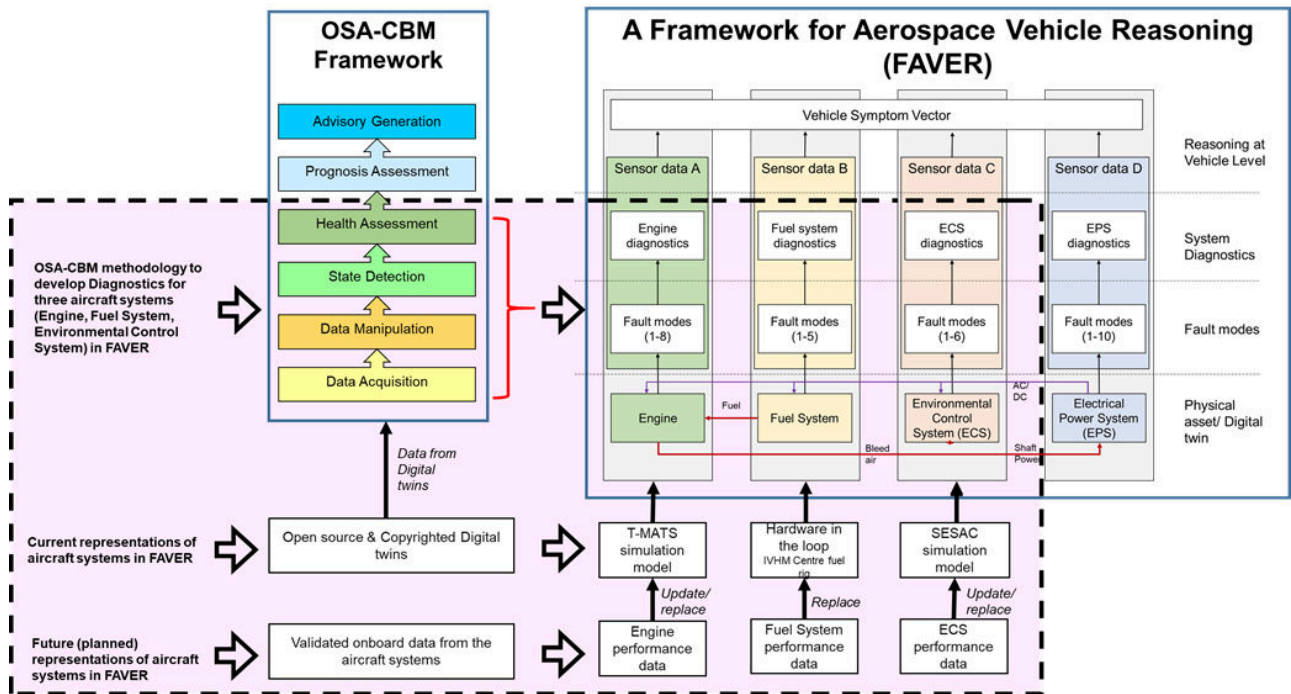 OSA-CBM
Framework
Advisory Generation
Prognosis Assessment
Health Assessment
State Detection
Data Manipulation
Data Acquisition
OSA-CBM methodology to
develop Diagnostics for
three aircraft systems
(Engine, Fuel System,
Environmental Control
System) in FAVER
Data from
Digital
twins
A Framework for Aerospace Vehicle Reasoning
(FAVER)
Vehicle Symptom Vector
Reasoning at
Vehicle Level
Sensor data A
Sensor data B
Sensor data C
Sensor data D
Engine
diagnostics
Fuel system
diagnostics
ECS
diagnostics
EPS
diagnostics
System
Diagnostics
Fault modes
(1-8)
Fault modes
(1-5)
Fault modes
(1-6)
Fault modes
(1-10)
Fault modes
AC/
DC
Fuel
Engine
Fuel System
Environmental
Control
System (ECS)
Electrical
Power System
(EPS)
Physical
asset/ Digital
twin
Bleed
air
Shaft
Power
Current representations of
aircraft systems in FAVER
Open source & Copyrighted Digital
twins
T-MATS
simulation
model
Hardware in
the loop
IVHM Centre fuel
rig
SESAC
simulation
model
Update/
replace
Replace
Update/
replace
Future (planned)
representations of aircraft
systems in FAVER
Validated onboard data from the
aircraft systems
Engine
performance
data
Fuel System
performance
data
ECS
performance
data